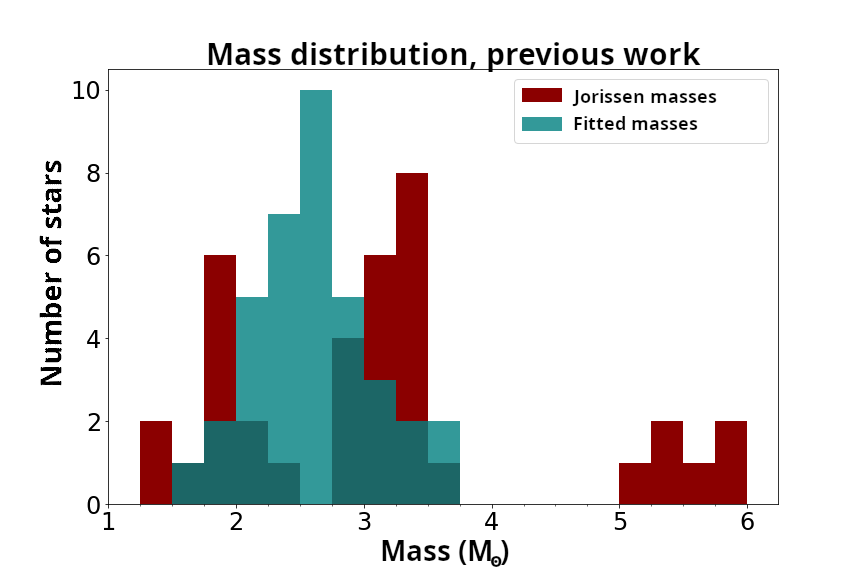 Mass distribution, previous work
Jorissen masses
Fitted masses
Number of stars
10
8
6
4
2
0
1 2 3 4 5 6
Mass (M⊙)